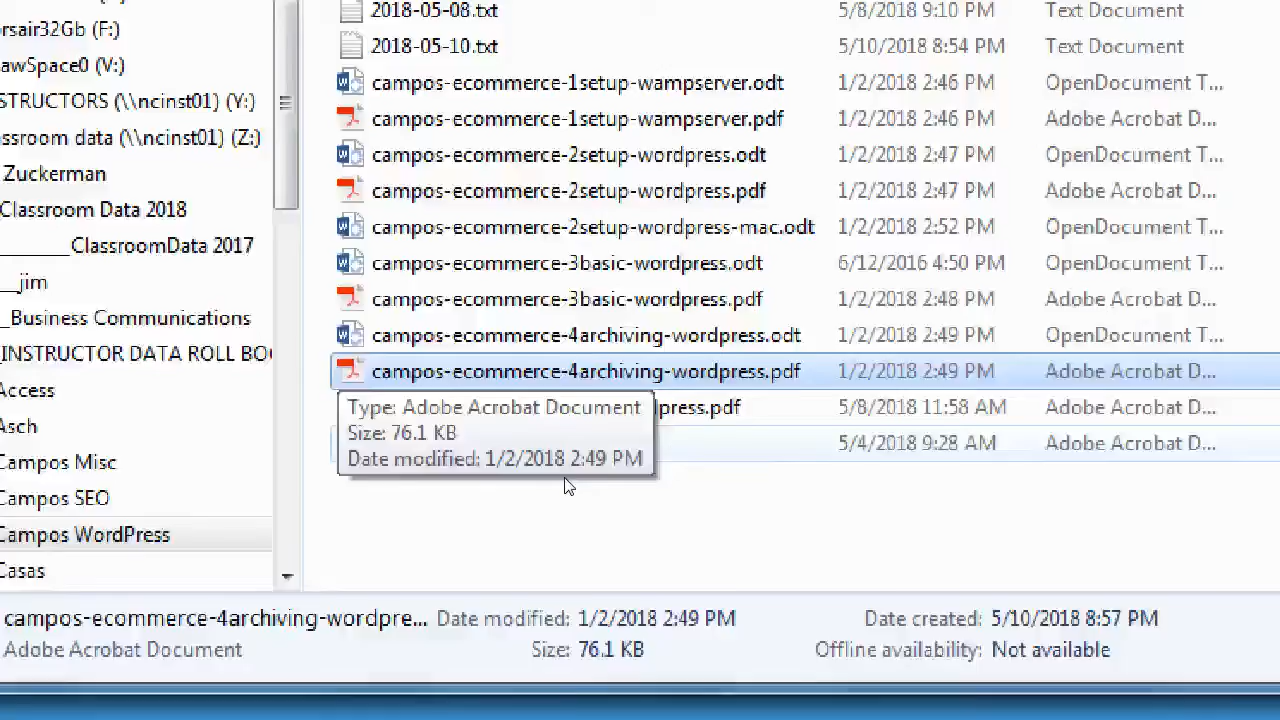 orsair32Gb (F:)
awSpace0 (V:)
STRUCTORS (\\ncinst01) (Y:)
assroom data (\\ncinst01) (Z:)
Zuckerman
Classroom Data 2018
______ClassroomData 2017
__jim
_Business Communications
_INSTRUCTOR DATA ROLL BO
Access
Asch
Campos Misc
Campos SEO
Campos WordPress
Casas
2018-05-08.txt 5/8/2018 9:10 PM Text Document
2018-05-10.txt 5/10/2018 8:54 PM Text Document
campos-ecommerce-1setup-wampserver.odt 1/2/2018 2:46 PM OpenDocument T...
campos-ecommerce-1setup-wampserver.pdf 1/2/2018 2:46 PM Adobe Acrobat D...
campos-ecommerce-2setup-wordpress.odt 1/2/2018 2:47 PM OpenDocument T...
campos-ecommerce-2setup-wordpress.pdf 1/2/2018 2:47 PM Adobe Acrobat D...
campos-ecommerce-2setup-wordpress-mac.odt 1/2/2018 2:52 PM OpenDocument T...
campos-ecommerce-3basic-wordpress.odt 6/12/2016 4:50 PM OpenDocument T...
campos-ecommerce-3basic-wordpress.pdf 1/2/2018 2:48 PM Adobe Acrobat D...
campos-ecommerce-4archiving-wordpress.odt 1/2/2018 2:49 PM OpenDocument T...
campos-ecommerce-4archiving-wordpress.pdf 1/2/2018 2:49 PM Adobe Acrobat D...
press.pdf 5/8/2018 11:58 AM Adobe Acrobat D...
5/4/2018 9:28 AM Adobe Acrobat D...
Type: Adobe Acrobat Document
Size: 76.1 KB
Date modified: 1/2/2018 2:49 PM
campos-ecommerce-4archiving-wordpre... Date modified: 1/2/2018 2:49 PM Date created: 5/10/2018 8:57 PM
Adobe Acrobat Document Size: 76.1 KB Offline availability: Not available